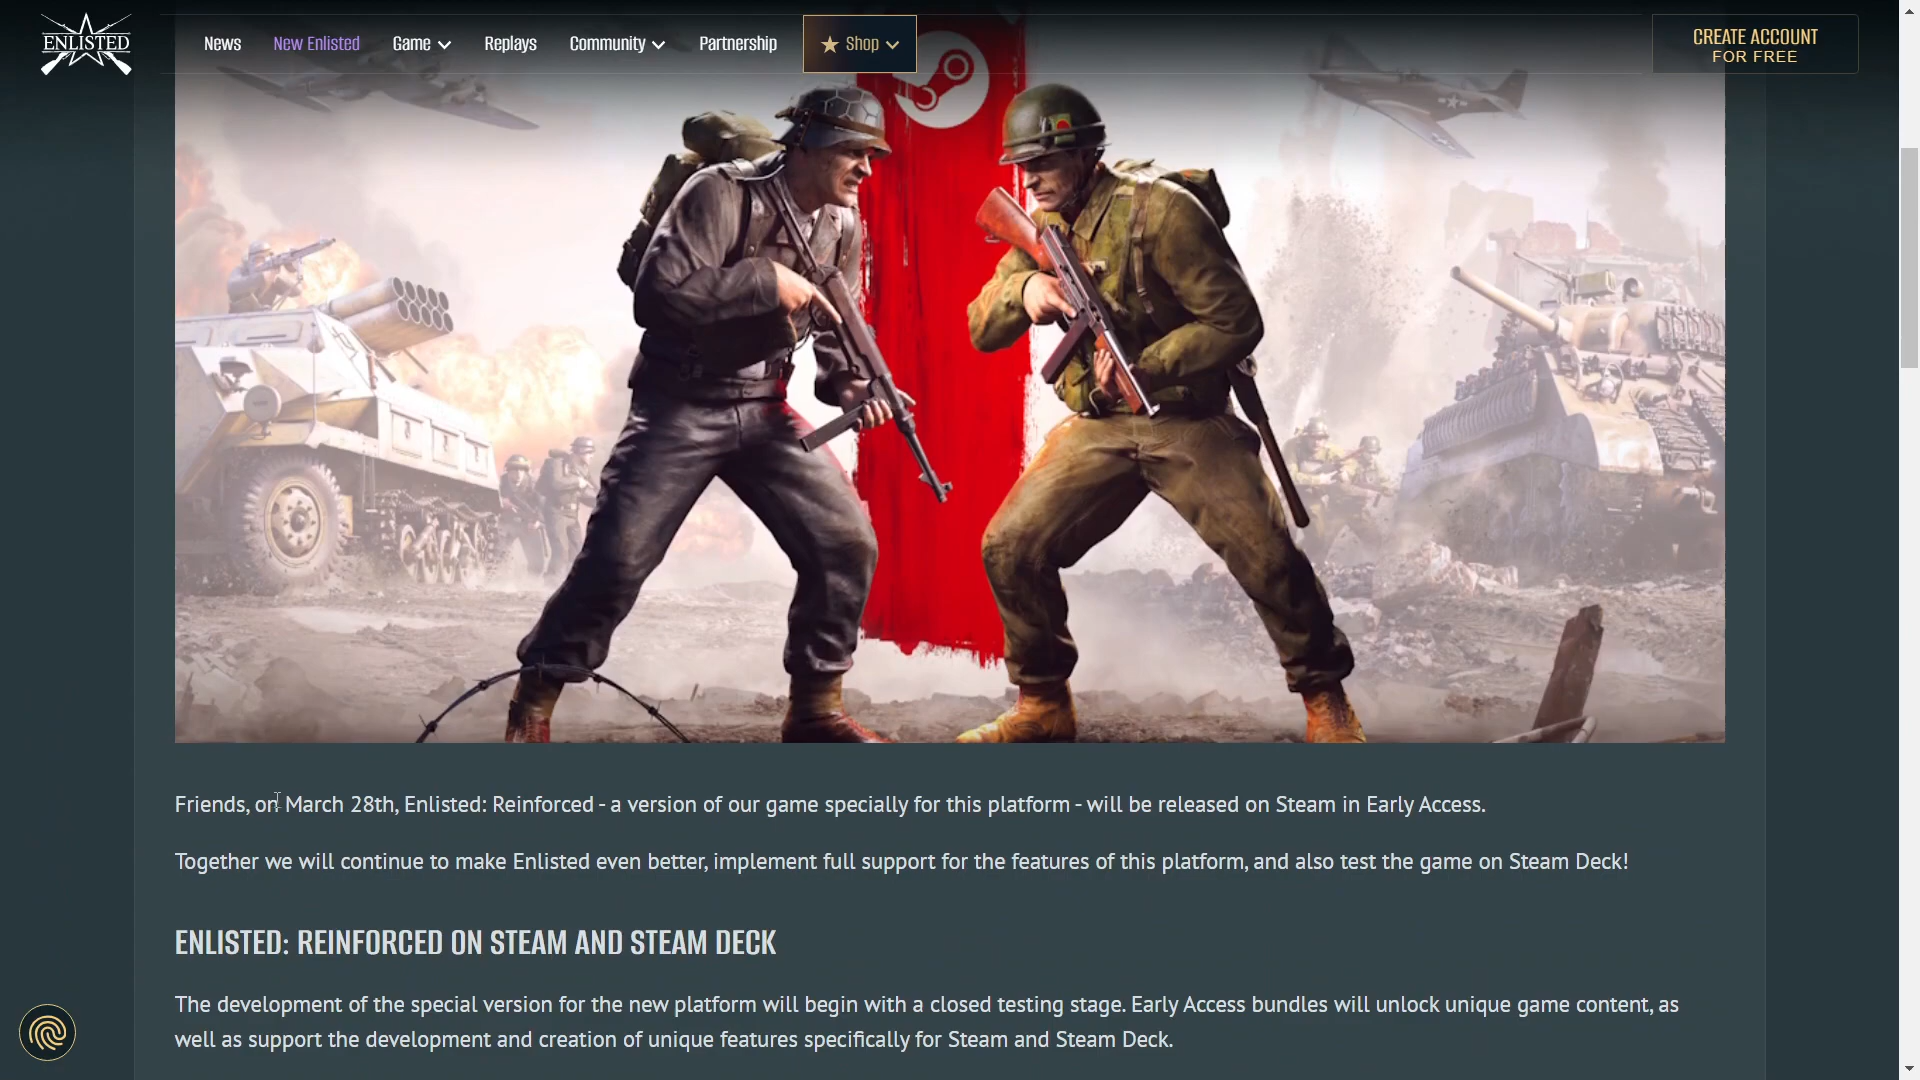 ENLISTED
News
New Enlisted
Game
Replays
Community
Partnership
Shop
CREATE ACCOUNT
FOR FREE
Friends, on March 28th, Enlisted: Reinforced - a version of our game specially for this platform - will be released on Steam in Early Access.
Together we will continue to make Enlisted even better, implement full support for the features of this platform, and also test the game on Steam Deck!
ENLISTED: REINFORCED ON STEAM AND STEAM DECK
The development of the special version for the new platform will begin with a closed testing stage. Early Access bundles will unlock unique game content, as
well as support the development and creation of unique features specifically for Steam and Steam Deck.